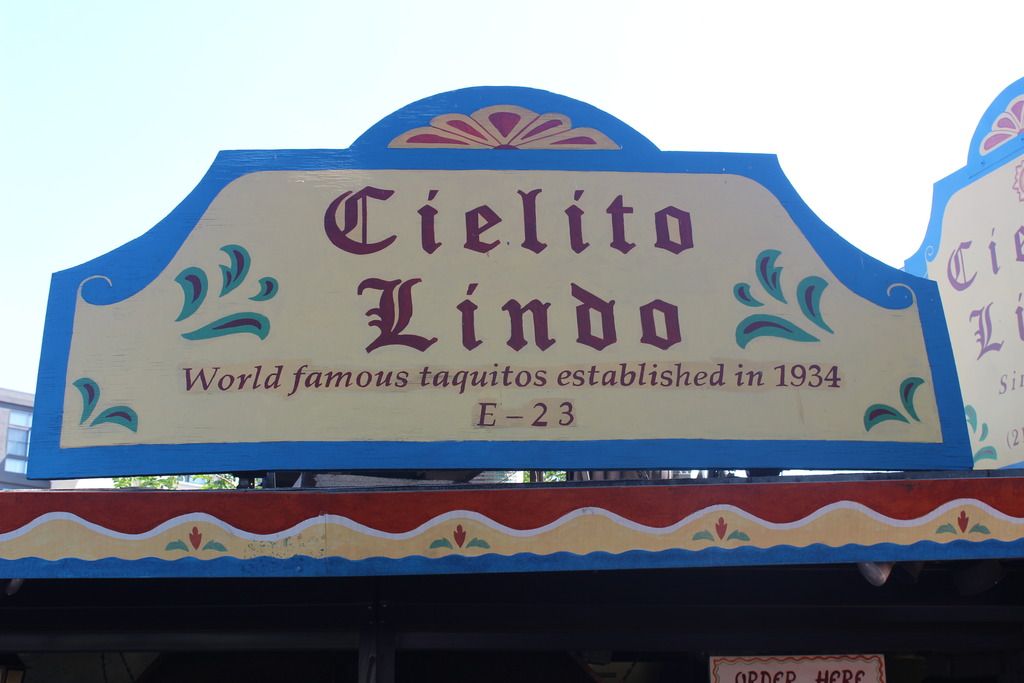 Cielito
Lindo
World famous taquitos established in 1934
E - 23
ORDER HERE